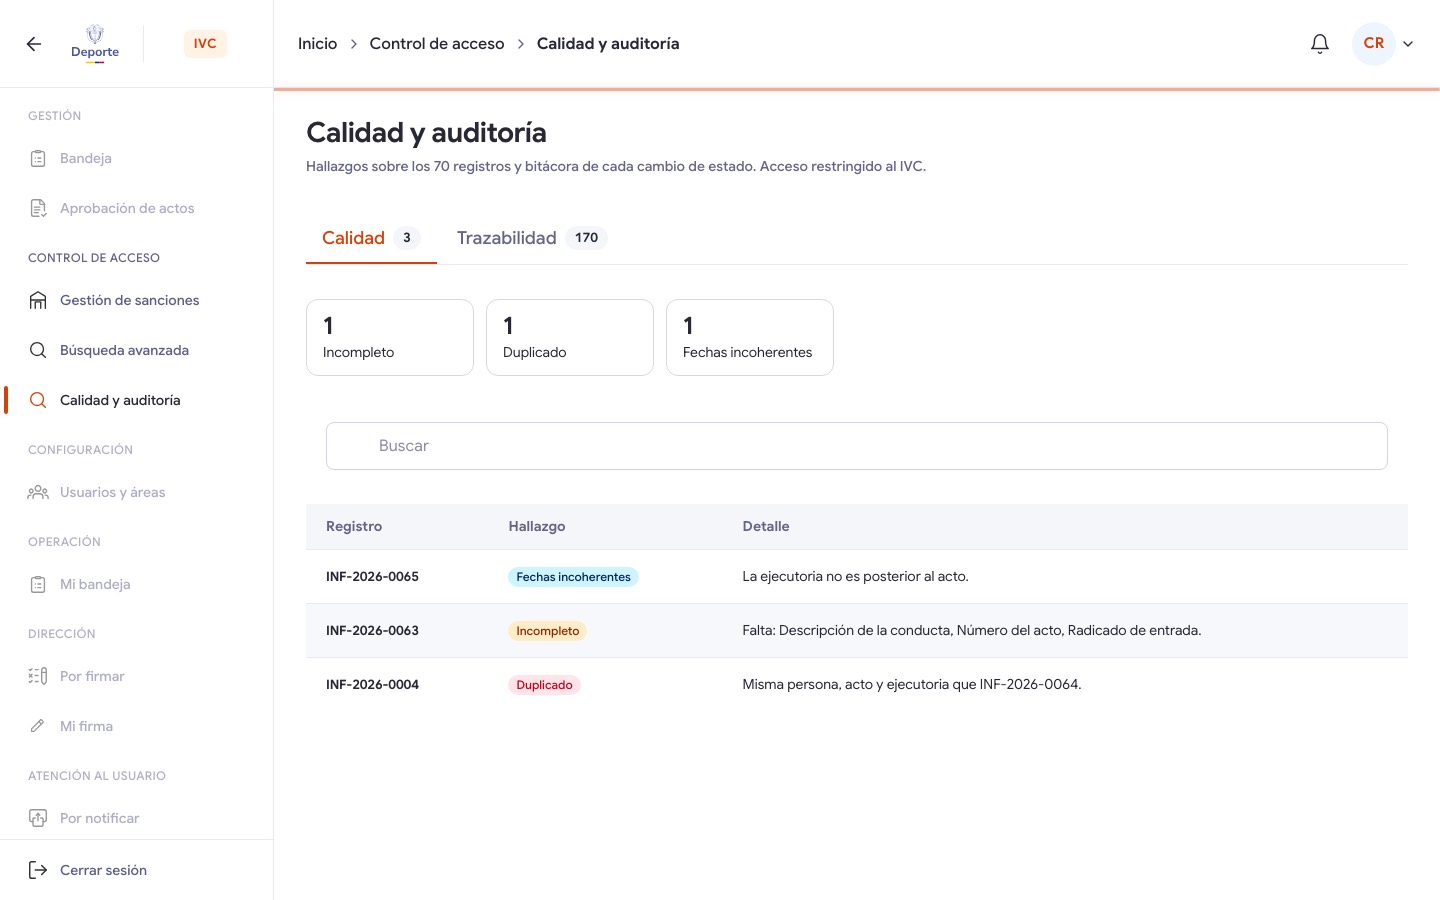 Deporte
IVC
Inicio > Control de acceso > Calidad y auditoría
CR
GESTIÓN
Bandeja
Aprobación de actos
CONTROL DE ACCESO
Gestión de sanciones
Búsqueda avanzada
Calidad y auditoría
CONFIGURACIÓN
Usuarios y áreas
OPERACIÓN
Mi bandeja
DIRECCIÓN
Por firmar
Mi firma
ATENCIÓN AL USUARIO
Por notificar
Cerrar sesión
Calidad y auditoría
Hallazgos sobre los 70 registros y bitácora de cada cambio de estado. Acceso restringido al IVC.
Calidad 3 Trazabilidad 170
1
Incompleto
1
Duplicado
1
Fechas incoherentes
Buscar
Registro Hallazgo Detalle
INF-2026-0065 Fechas incoherentes La ejecutoria no es posterior al acto.
INF-2026-0063 Incompleto Falta: Descripción de la conducta, Número del acto, Radicado de entrada.
INF-2026-0004 Duplicado Misma persona, acto y ejecutoria que INF-2026-0064.